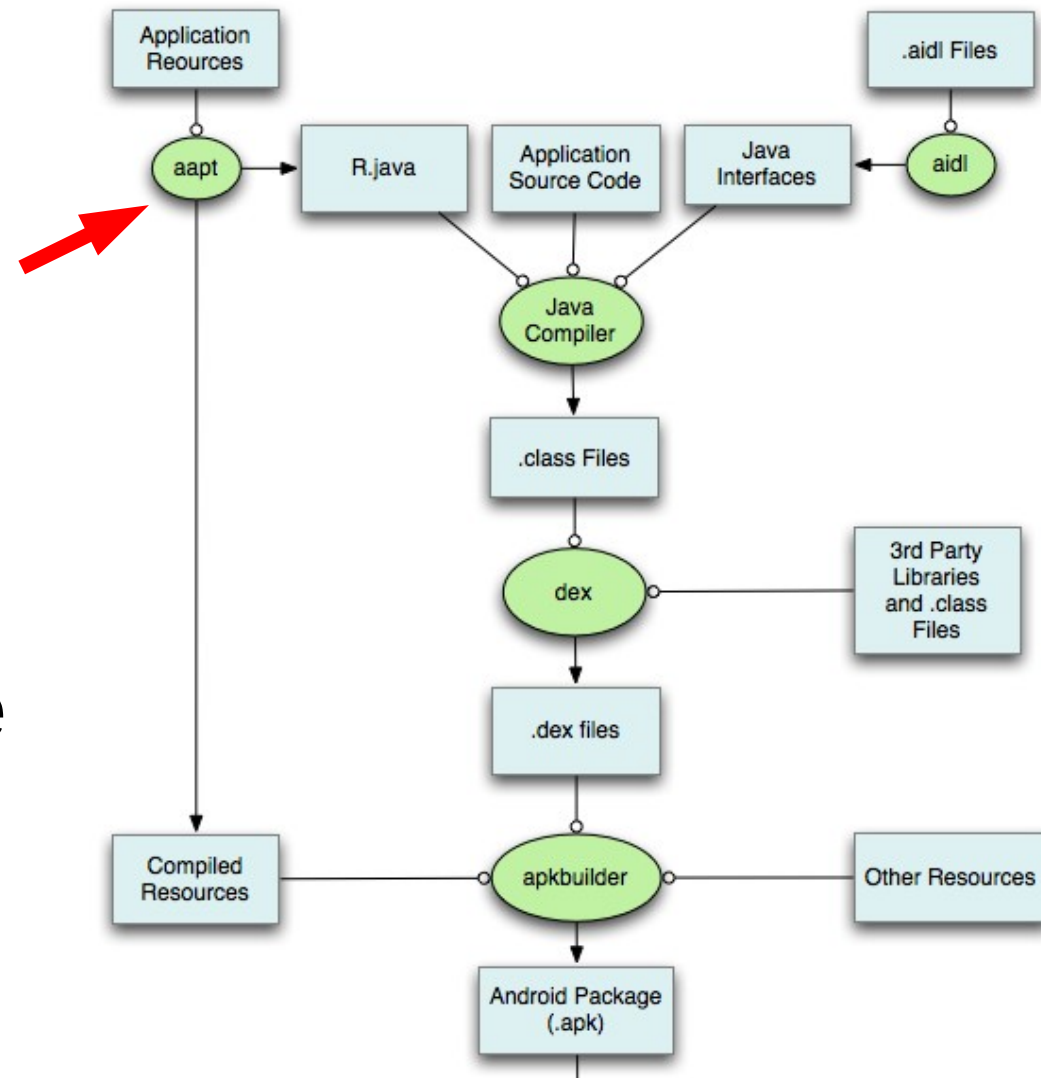 Application
Reources
.aidl Files
aapt
R.java
Application
Source Code
Java
Interfaces
aidl
Java
Compiler
.class Files
dex
3rd Party
Libraries
and .class
Files
e
.dex files
Compiled
Resources
apkbuilder
Other Resources
Android Package
(.apk)